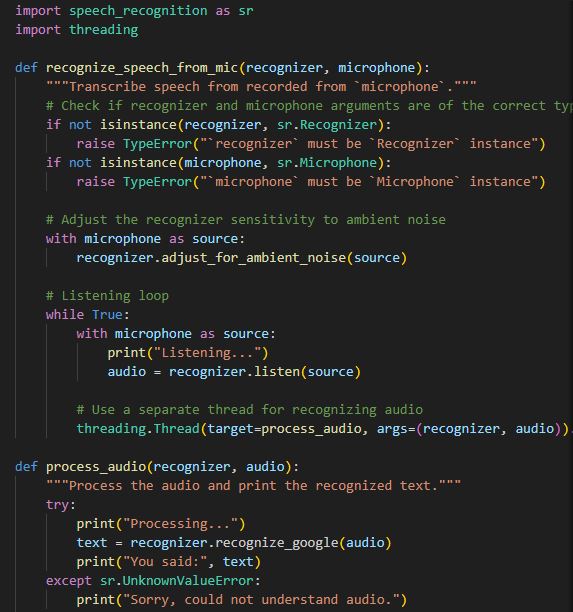 import speech_recognition as sr
import threading

def recognize_speech_from_mic(recognizer, microphone):
    """Transcribe speech from recorded from `microphone`."""
    # Check if recognizer and microphone arguments are of the correct
    if not isinstance(recognizer, sr.Recognizer):
        raise TypeError("`recognizer` must be `Recognizer` instance")
    if not isinstance(microphone, sr.Microphone):
        raise TypeError("`microphone` must be `Microphone` instance")

    # Adjust the recognizer sensitivity to ambient noise
    with microphone as source:
        recognizer.adjust_for_ambient_noise(source)

    # Listening loop
    while True:
        with microphone as source:
            print("Listening...")
            audio = recognizer.listen(source)

        # Use a separate thread for recognizing audio
        threading.Thread(target=process_audio, args=(recognizer, audio)).

def process_audio(recognizer, audio):
    """Process the audio and print the recognized text."""
    try:
        print("Processing...")
        text = recognizer.recognize_google(audio)
        print("You said:", text)
    except sr.UnknownValueError:
        print("Sorry, could not understand audio.")